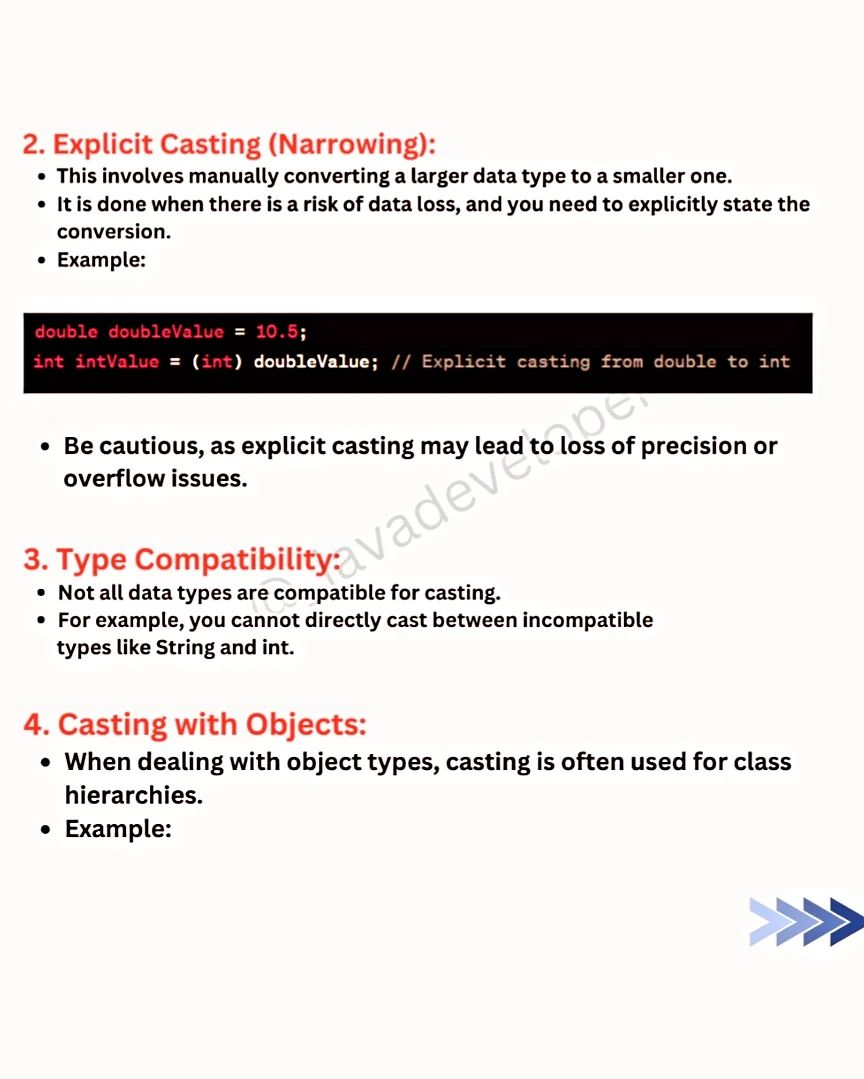 2. Explicit Casting (Narrowing):
• This involves manually converting a larger data type to a smaller one.
• It is done when there is a risk of data loss, and you need to explicitly state the
conversion.
• Example:
double doubleValue = 10.5;
int intValue = (int) doubleValue; // Explicit casting from double to int
• Be cautious, as explicit casting may lead to loss of precision or
overflow issues.
@javadeveloper
3. Type Compatibility:
• Not all data types are compatible for casting.
• For example, you cannot directly cast between incompatible
types like String and int.
4. Casting with Objects:
• When dealing with object types, casting is often used for class
hierarchies.
• Example: